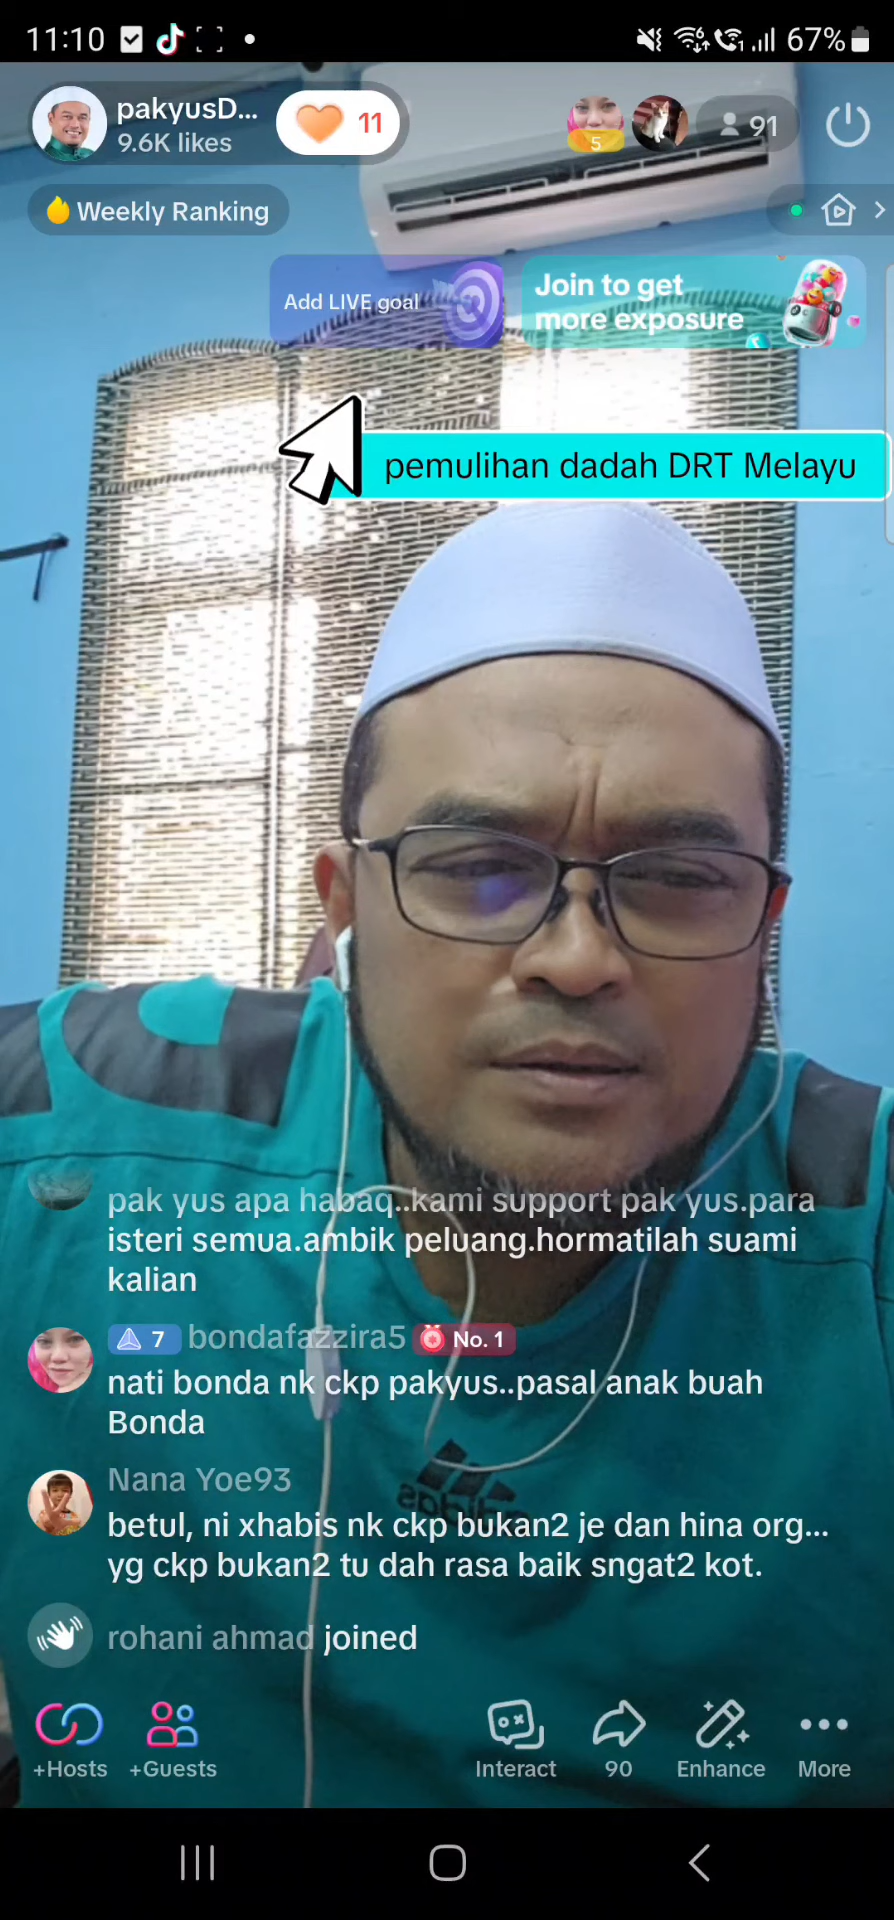 11:10
67%
pakyusD...
9.6K likes
11
5
91
Weekly Ranking
Add LIVE goal
Join to get
more exposure
pemulihan dadah DRT Melayu
pak yus apa habaq..kami support pak yus.para
isteri semua.ambik peluang.hormatilah suami
kalian
7 bondafazzira5 No. 1
nati bonda nk ckp pakyus..pasal anak buah
Bonda
Nana Yoe93
betul, ni xhabis nk ckp bukan2 je dan hina org...
yg ckp bukan2 tu dah rasa baik sngat2 kot.
rohani ahmad joined
adidas
+Hosts +Guests Interact 90 Enhance More